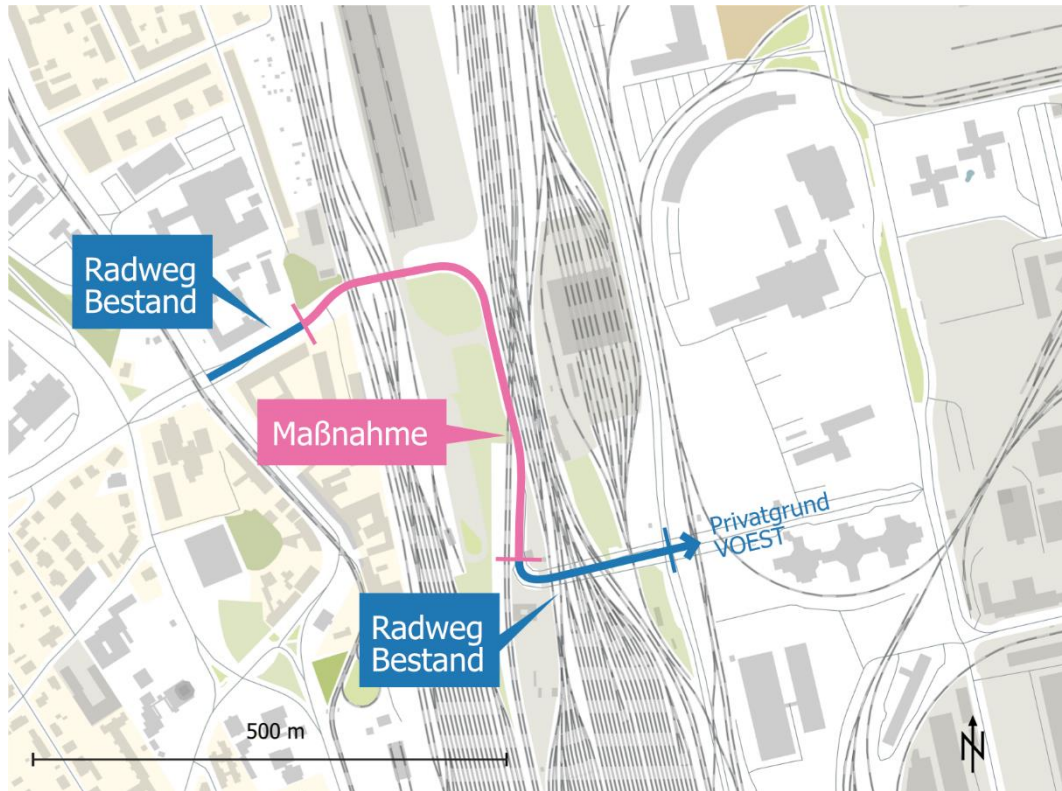 Radweg
Bestand
Maßnahme
Privatgrund
VOEST
Radweg
Bestand
500 m
N